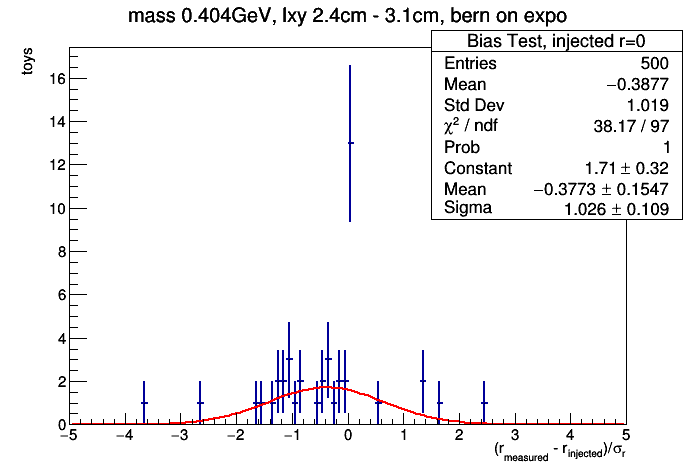 mass 0.404GeV, lxy 2.4cm - 3.1cm, bern on expo
toys
Bias Test, injected r=0
Entries 500
Mean −0.3877
Std Dev 1.019
χ² / ndf 38.17 / 97
Prob 1
Constant 1.71 ± 0.32
Mean −0.3773 ± 0.1547
Sigma 1.026 ± 0.109
16
14
12
10
8
6
4
2
0
−5 −4 −3 −2 −1 0 1 2 3 4 5
(r_measured - r_injected)/σ_r